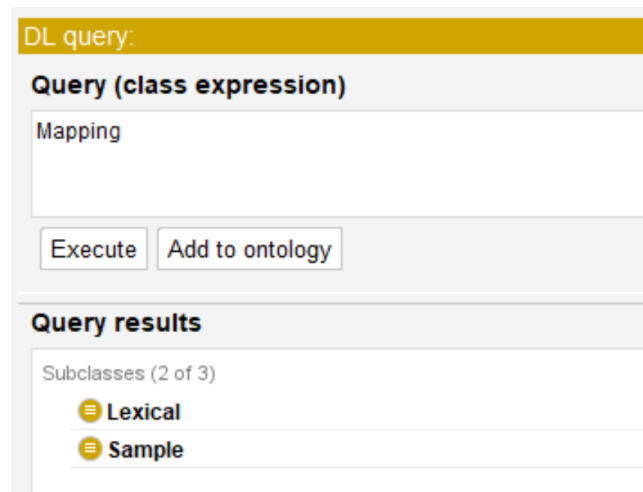 DL query:
Query (class expression)
Mapping
Execute Add to ontology
Query results
Subclasses (2 of 3)
Lexical
Sample